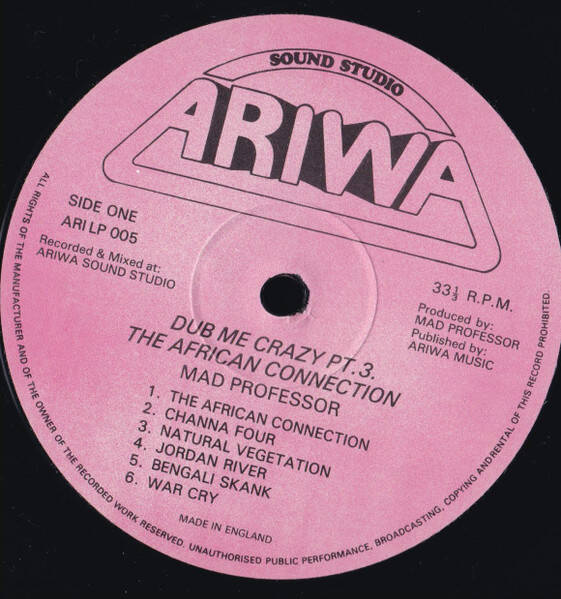 SOUND STUDIO
ARIWA
SIDE ONE
ARI LP 005
Recorded & Mixed at:
ARIWA SOUND STUDIO
33⅓ R.P.M.
Produced by:
MAD PROFESSOR
Published by:
ARIWA MUSIC
DUB ME CRAZY PT.3.
THE AFRICAN CONNECTION
MAD PROFESSOR
1. THE AFRICAN CONNECTION
2. CHANNA FOUR
3. NATURAL VEGETATION
4. JORDAN RIVER
5. BENGALI SKANK
6. WAR CRY
MADE IN ENGLAND
ALL RIGHTS OF THE MANUFACTURER AND OF THE OWNER OF THE RECORDED WORK RESERVED. UNAUTHORISED PUBLIC PERFORMANCE, BROADCASTING, COPYING AND RENTAL OF THIS RECORD PROHIBITED.